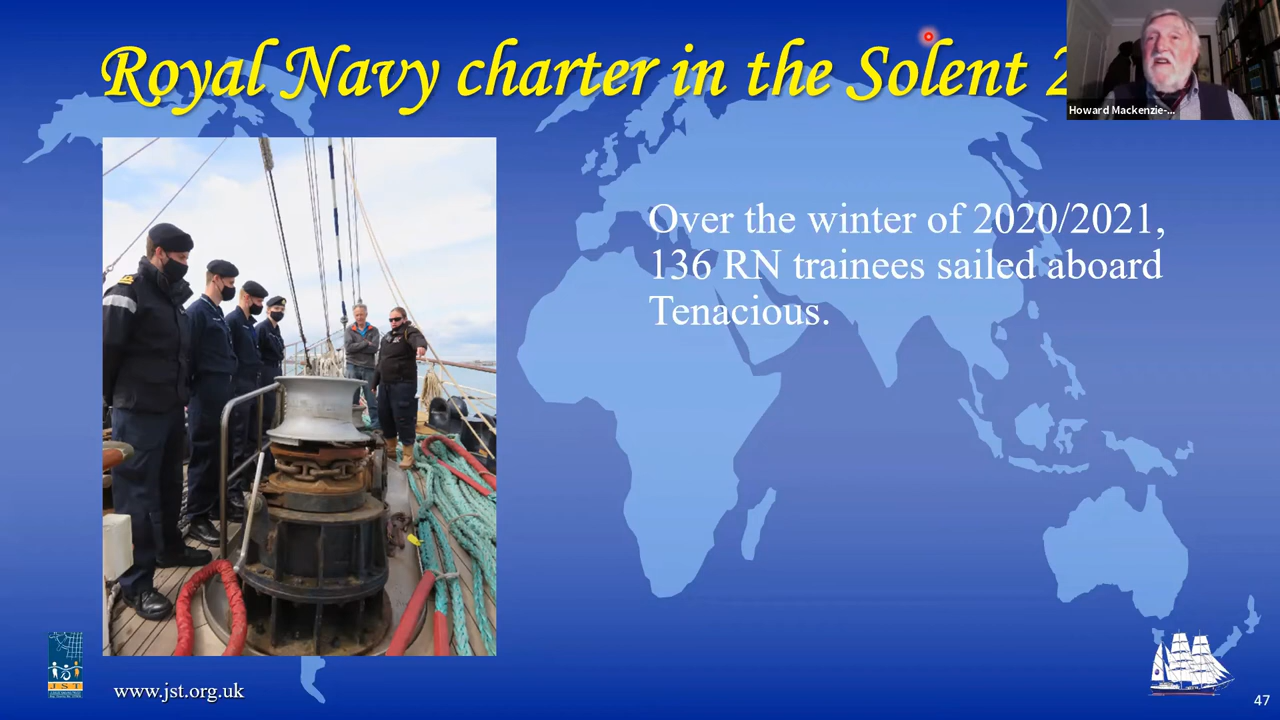 Royal Navy charter in the Solent 2
Howard Mackenzie-...
Over the winter of 2020/2021,
136 RN trainees sailed aboard
Tenacious.
JST
www.jst.org.uk
47